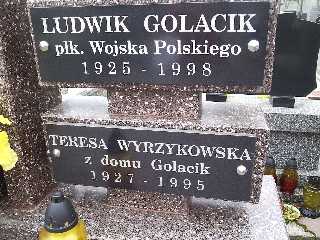 LUDWIK GOLACIK
płk. Wojska Polskiego
1925 - 1998
TERESA WYRZYKOWSKA
z domu Golacik
1927 - 1995